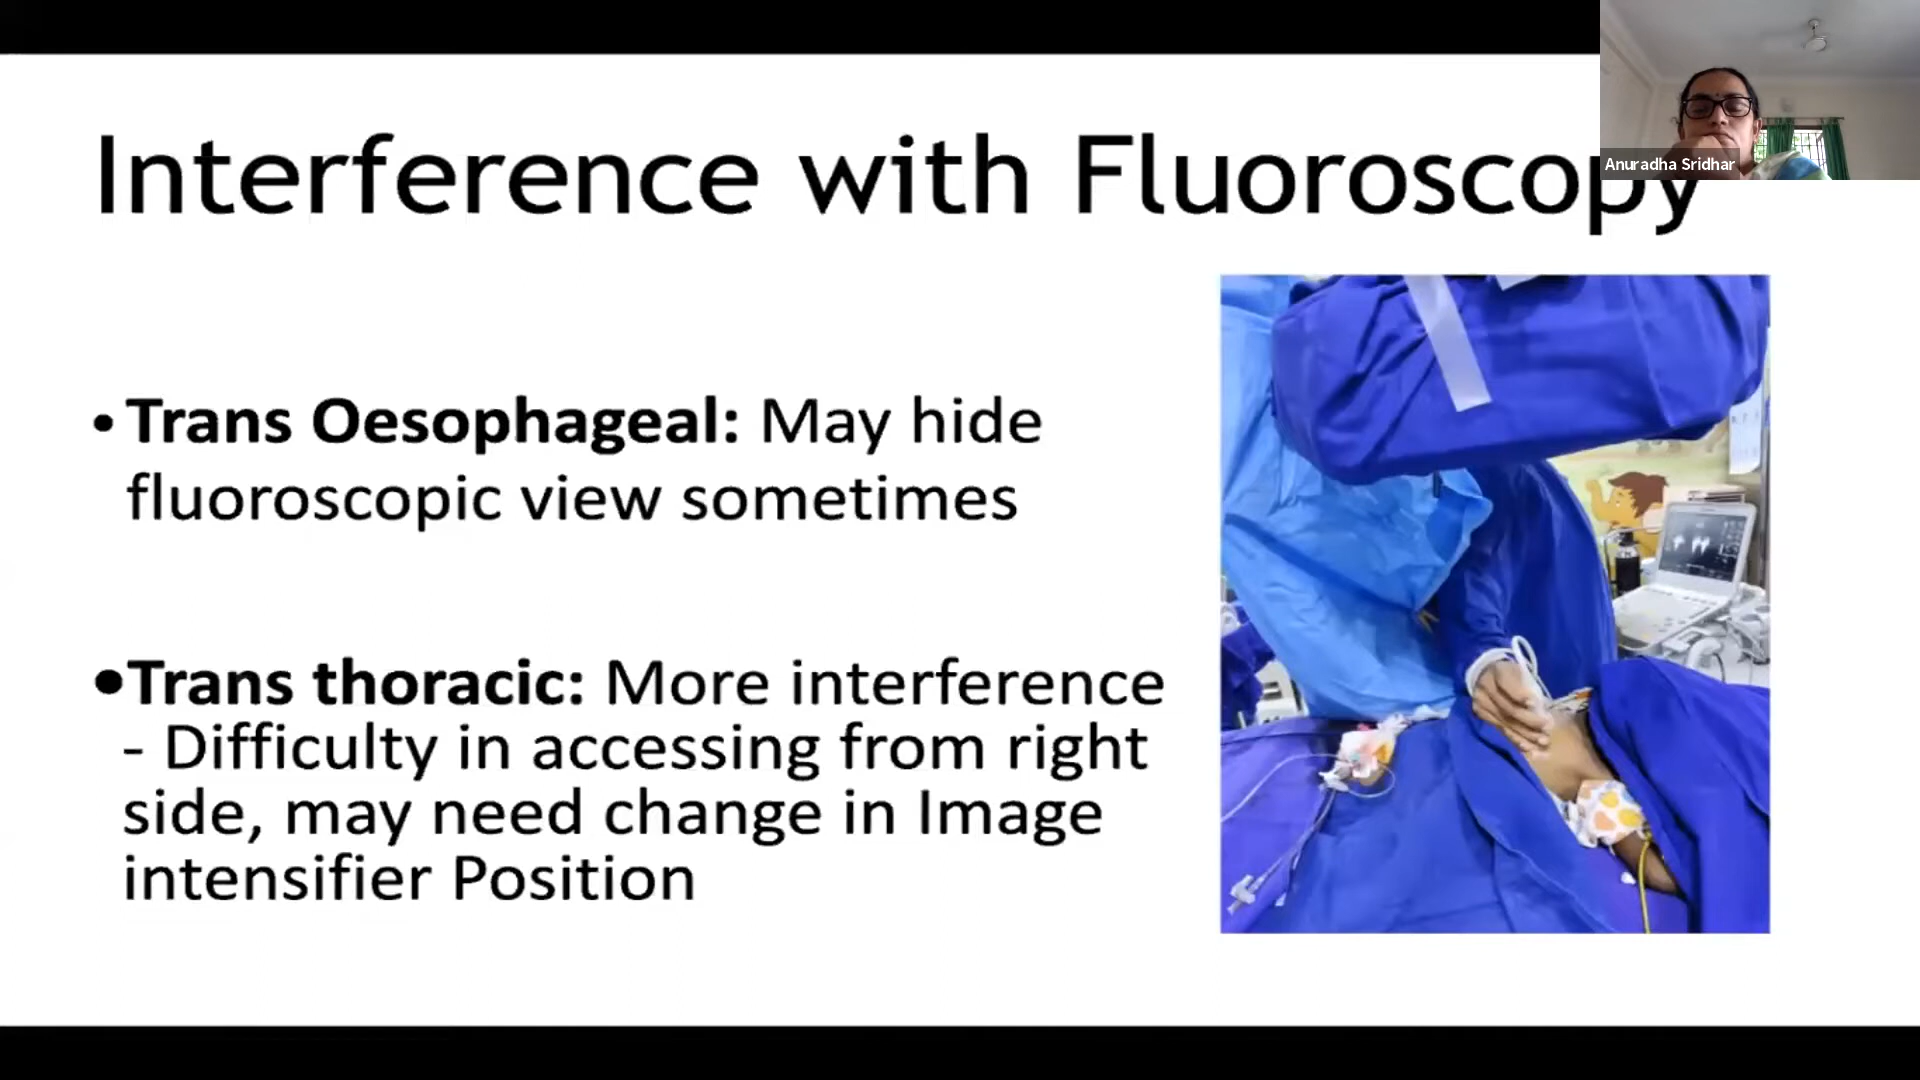 Interference with Fluoroscopy
Anuradha Sridhar
• Trans Oesophageal: May hide
fluoroscopic view sometimes
•Trans thoracic: More interference
- Difficulty in accessing from right
side, may need change in Image
intensifier Position